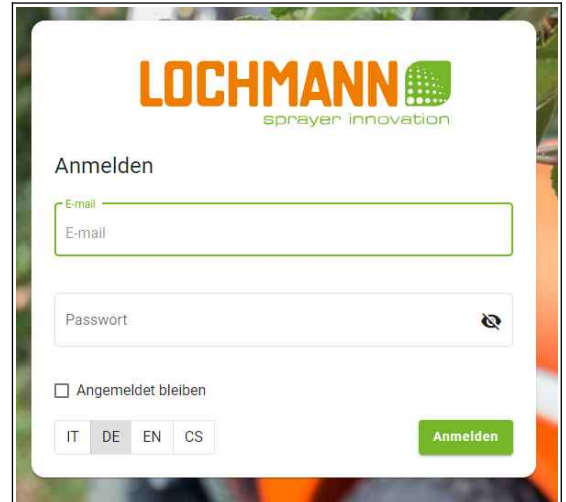 LOCHMANN
sprayer innovation
Anmelden
E-mail
E-mail
Passwort
Angemeldet bleiben
IT DE EN CS
Anmelden